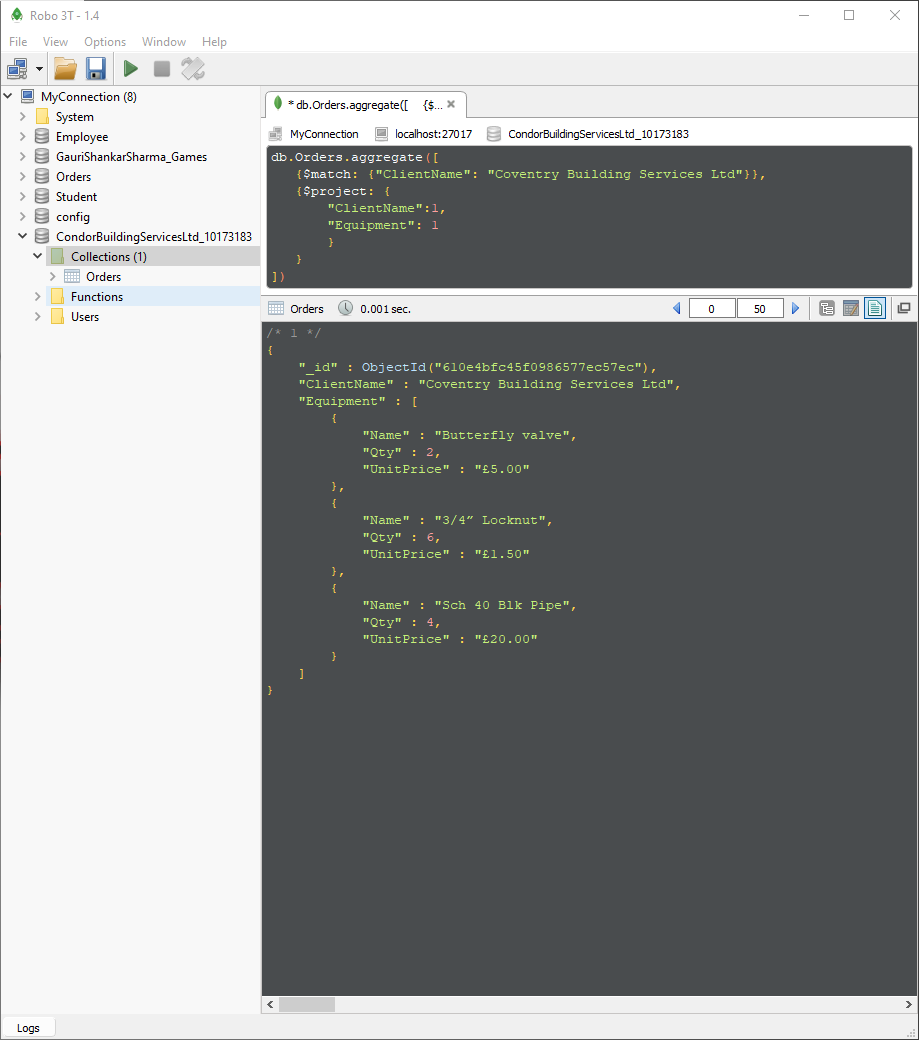 Robo 3T - 1.4
File View Options Window Help
MyConnection (8)
System
Employee
GauriShankarSharma_Games
Orders
Student
config
CondorBuildingServicesLtd_10173183
Collections (1)
Orders
Functions
Users
* db.Orders.aggregate([ {$...
MyConnection localhost:27017 CondorBuildingServicesLtd_10173183
db.Orders.aggregate([
{$match: {"ClientName": "Coventry Building Services Ltd"}},
{$project: {
"ClientName":1,
"Equipment": 1
}
}
])
Orders 0.001 sec. 0 50
/* 1 */
{
"_id" : ObjectId("610e4bfc45f0986577ec57ec"),
"ClientName" : "Coventry Building Services Ltd",
"Equipment" : [
{
"Name" : "Butterfly valve",
"Qty" : 2,
"UnitPrice" : "£5.00"
},
{
"Name" : "3/4” Locknut",
"Qty" : 6,
"UnitPrice" : "£1.50"
},
{
"Name" : "Sch 40 Blk Pipe",
"Qty" : 4,
"UnitPrice" : "£20.00"
}
]
}
Logs